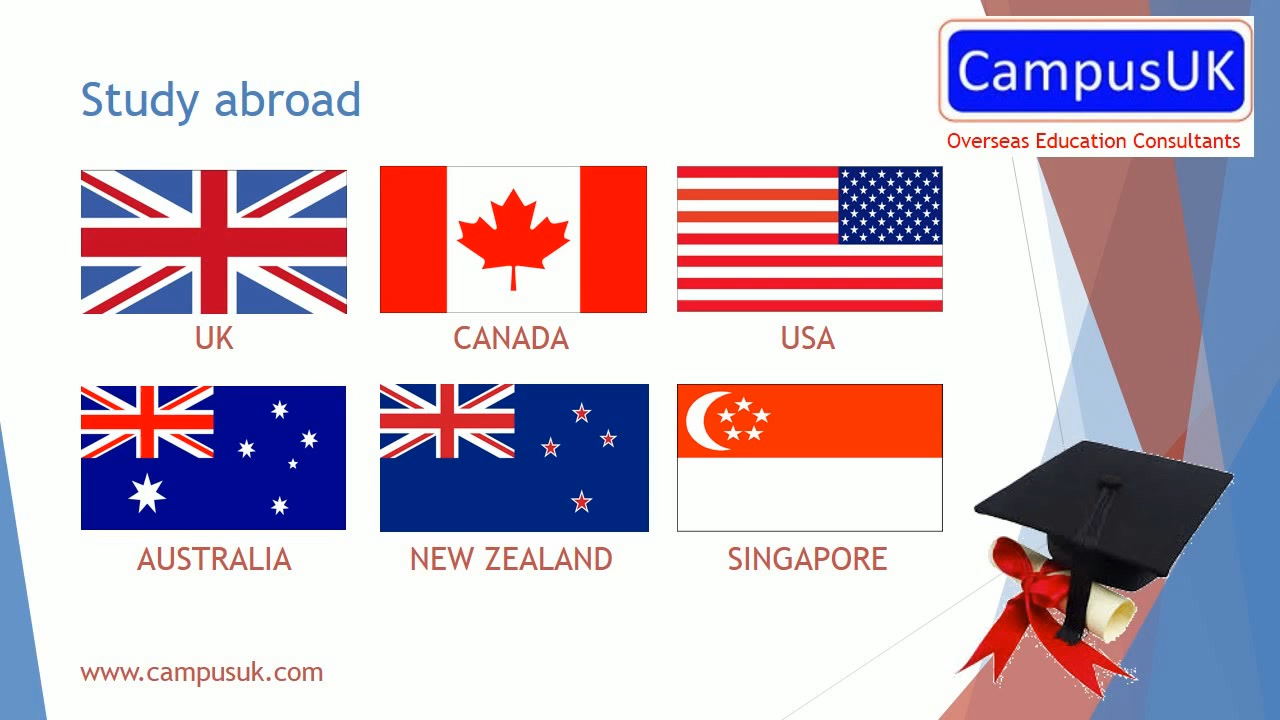 Study abroad
CampusUK
Overseas Education Consultants
UK
CANADA
USA
AUSTRALIA
NEW ZEALAND
SINGAPORE
www.campusuk.com